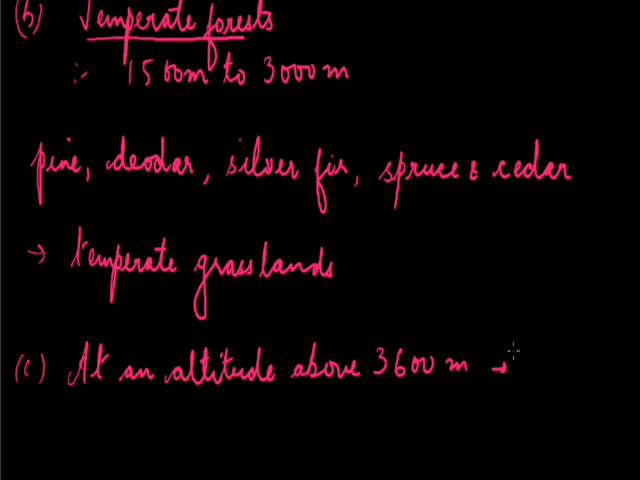 (b) Temperate forests
:- 1500m to 3000m
pine, deodar, silver fir, spruce & cedar
→ temperate grasslands
(c) At an altitude above 3600 m →